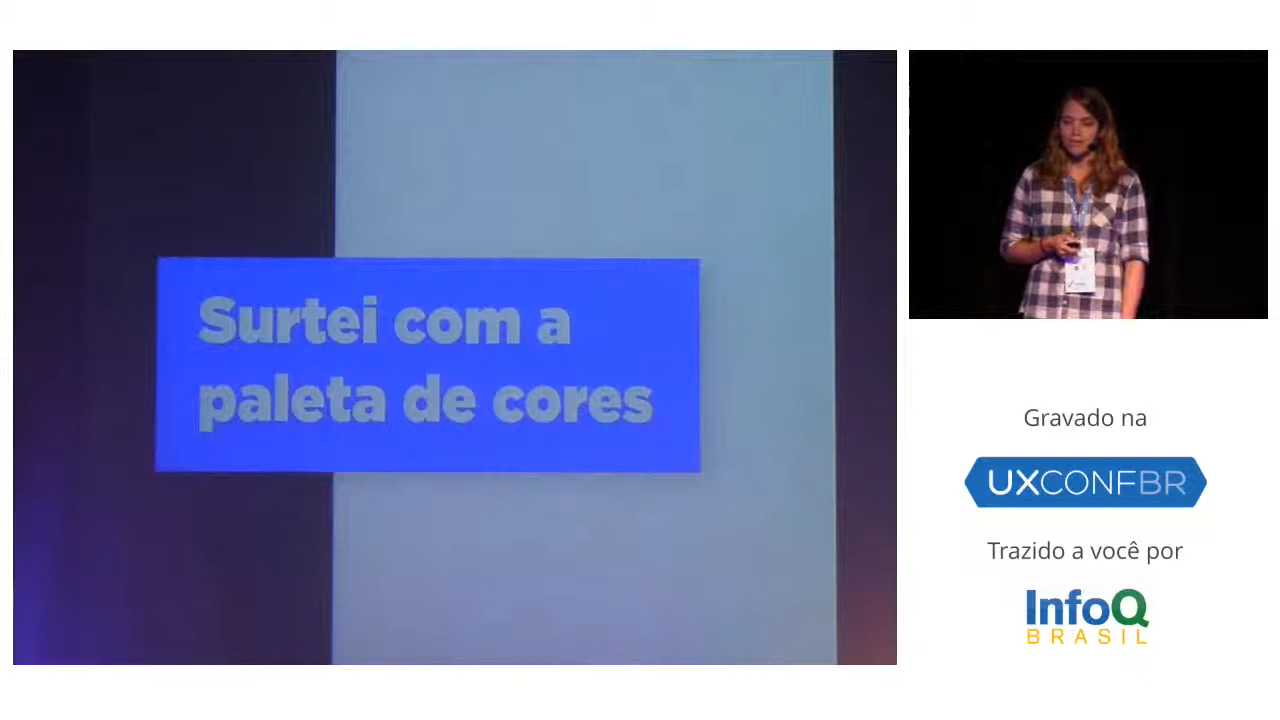 Surtei com a
paleta de cores
Gravado na
UXCONFBR
Trazido a você por
InfoQ
BRASIL